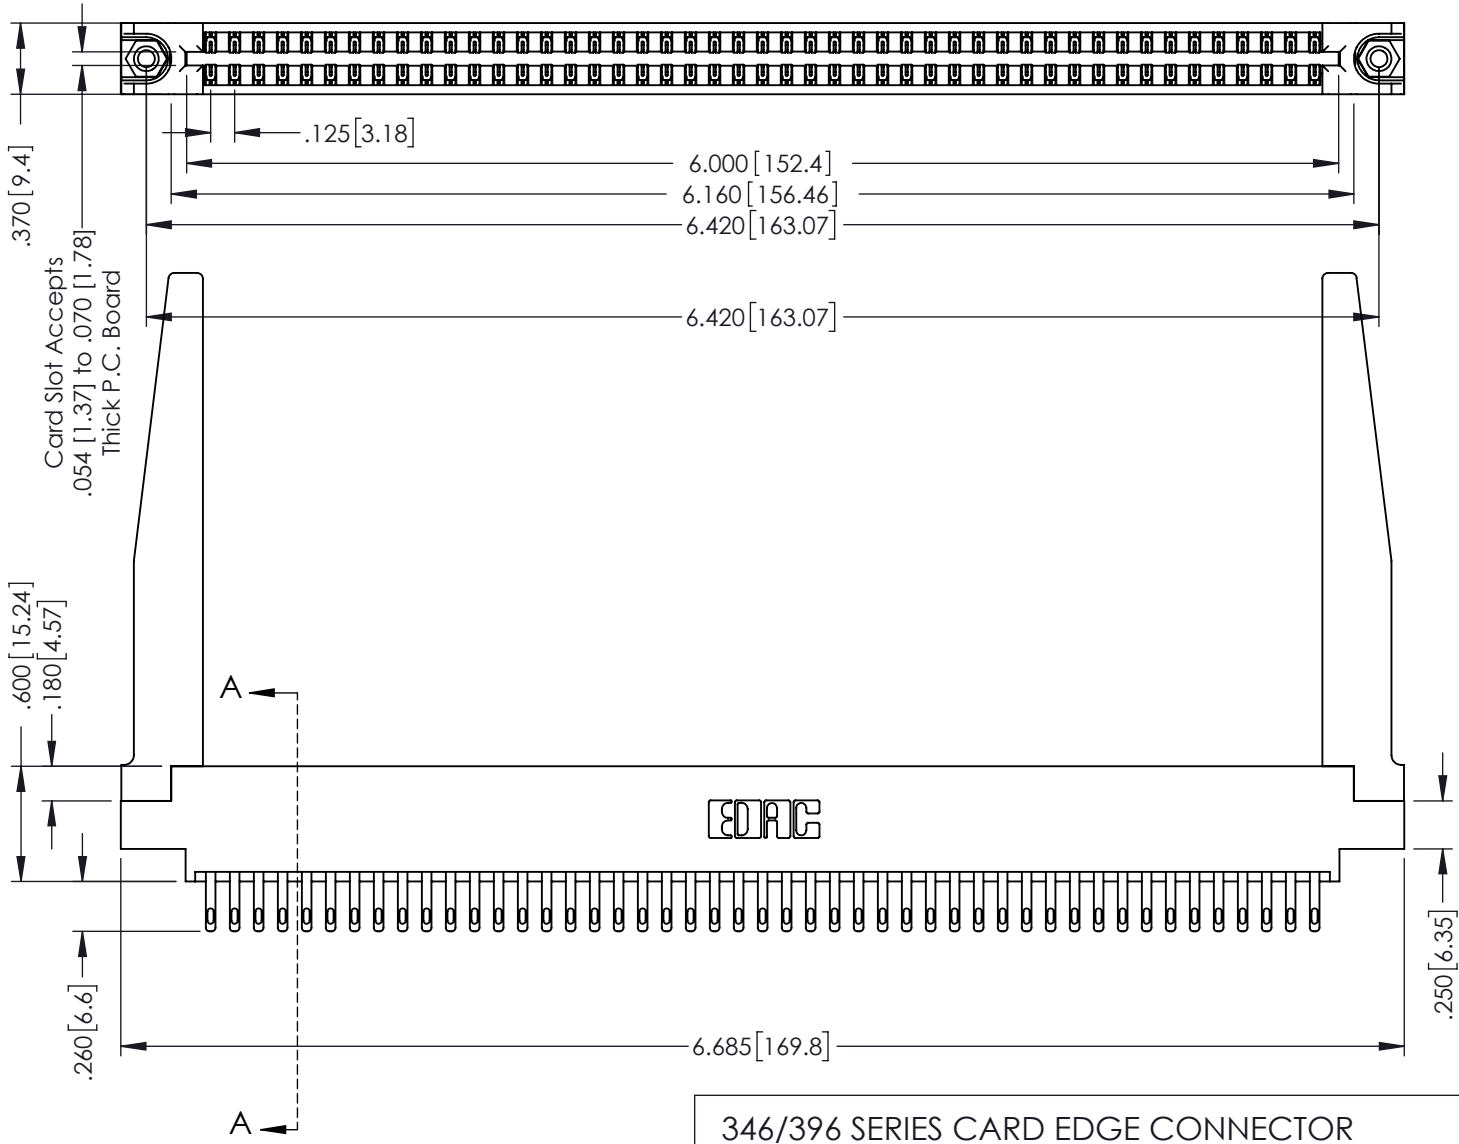 .125[3.18]
6.000[152.4]
6.160[156.46]
6.420[163.07]
.370[9.4]
Card Slot Accepts
.054 [1.37] to .070 [1.78]
Thick P.C. Board
6.420[163.07]
.600[15.24]
.180[4.57]
A
EDAC
.260[6.6]
.250[6.35]
6.685[169.8]
A
346/396 SERIES CARD EDGE CONNECTOR